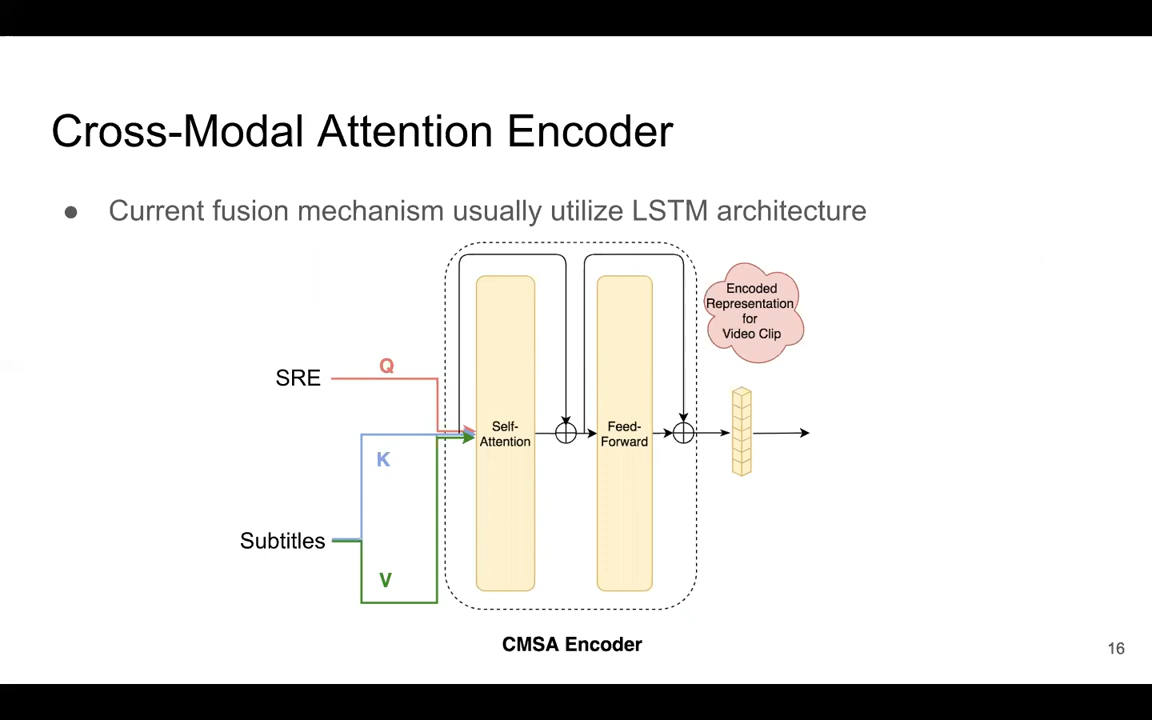 Cross-Modal Attention Encoder
● Current fusion mechanism usually utilize LSTM architecture
Encoded
Representation
for
Video Clip
Q
SRE
Self-
Attention
Feed-
Forward
K
Subtitles
V
CMSA Encoder
16